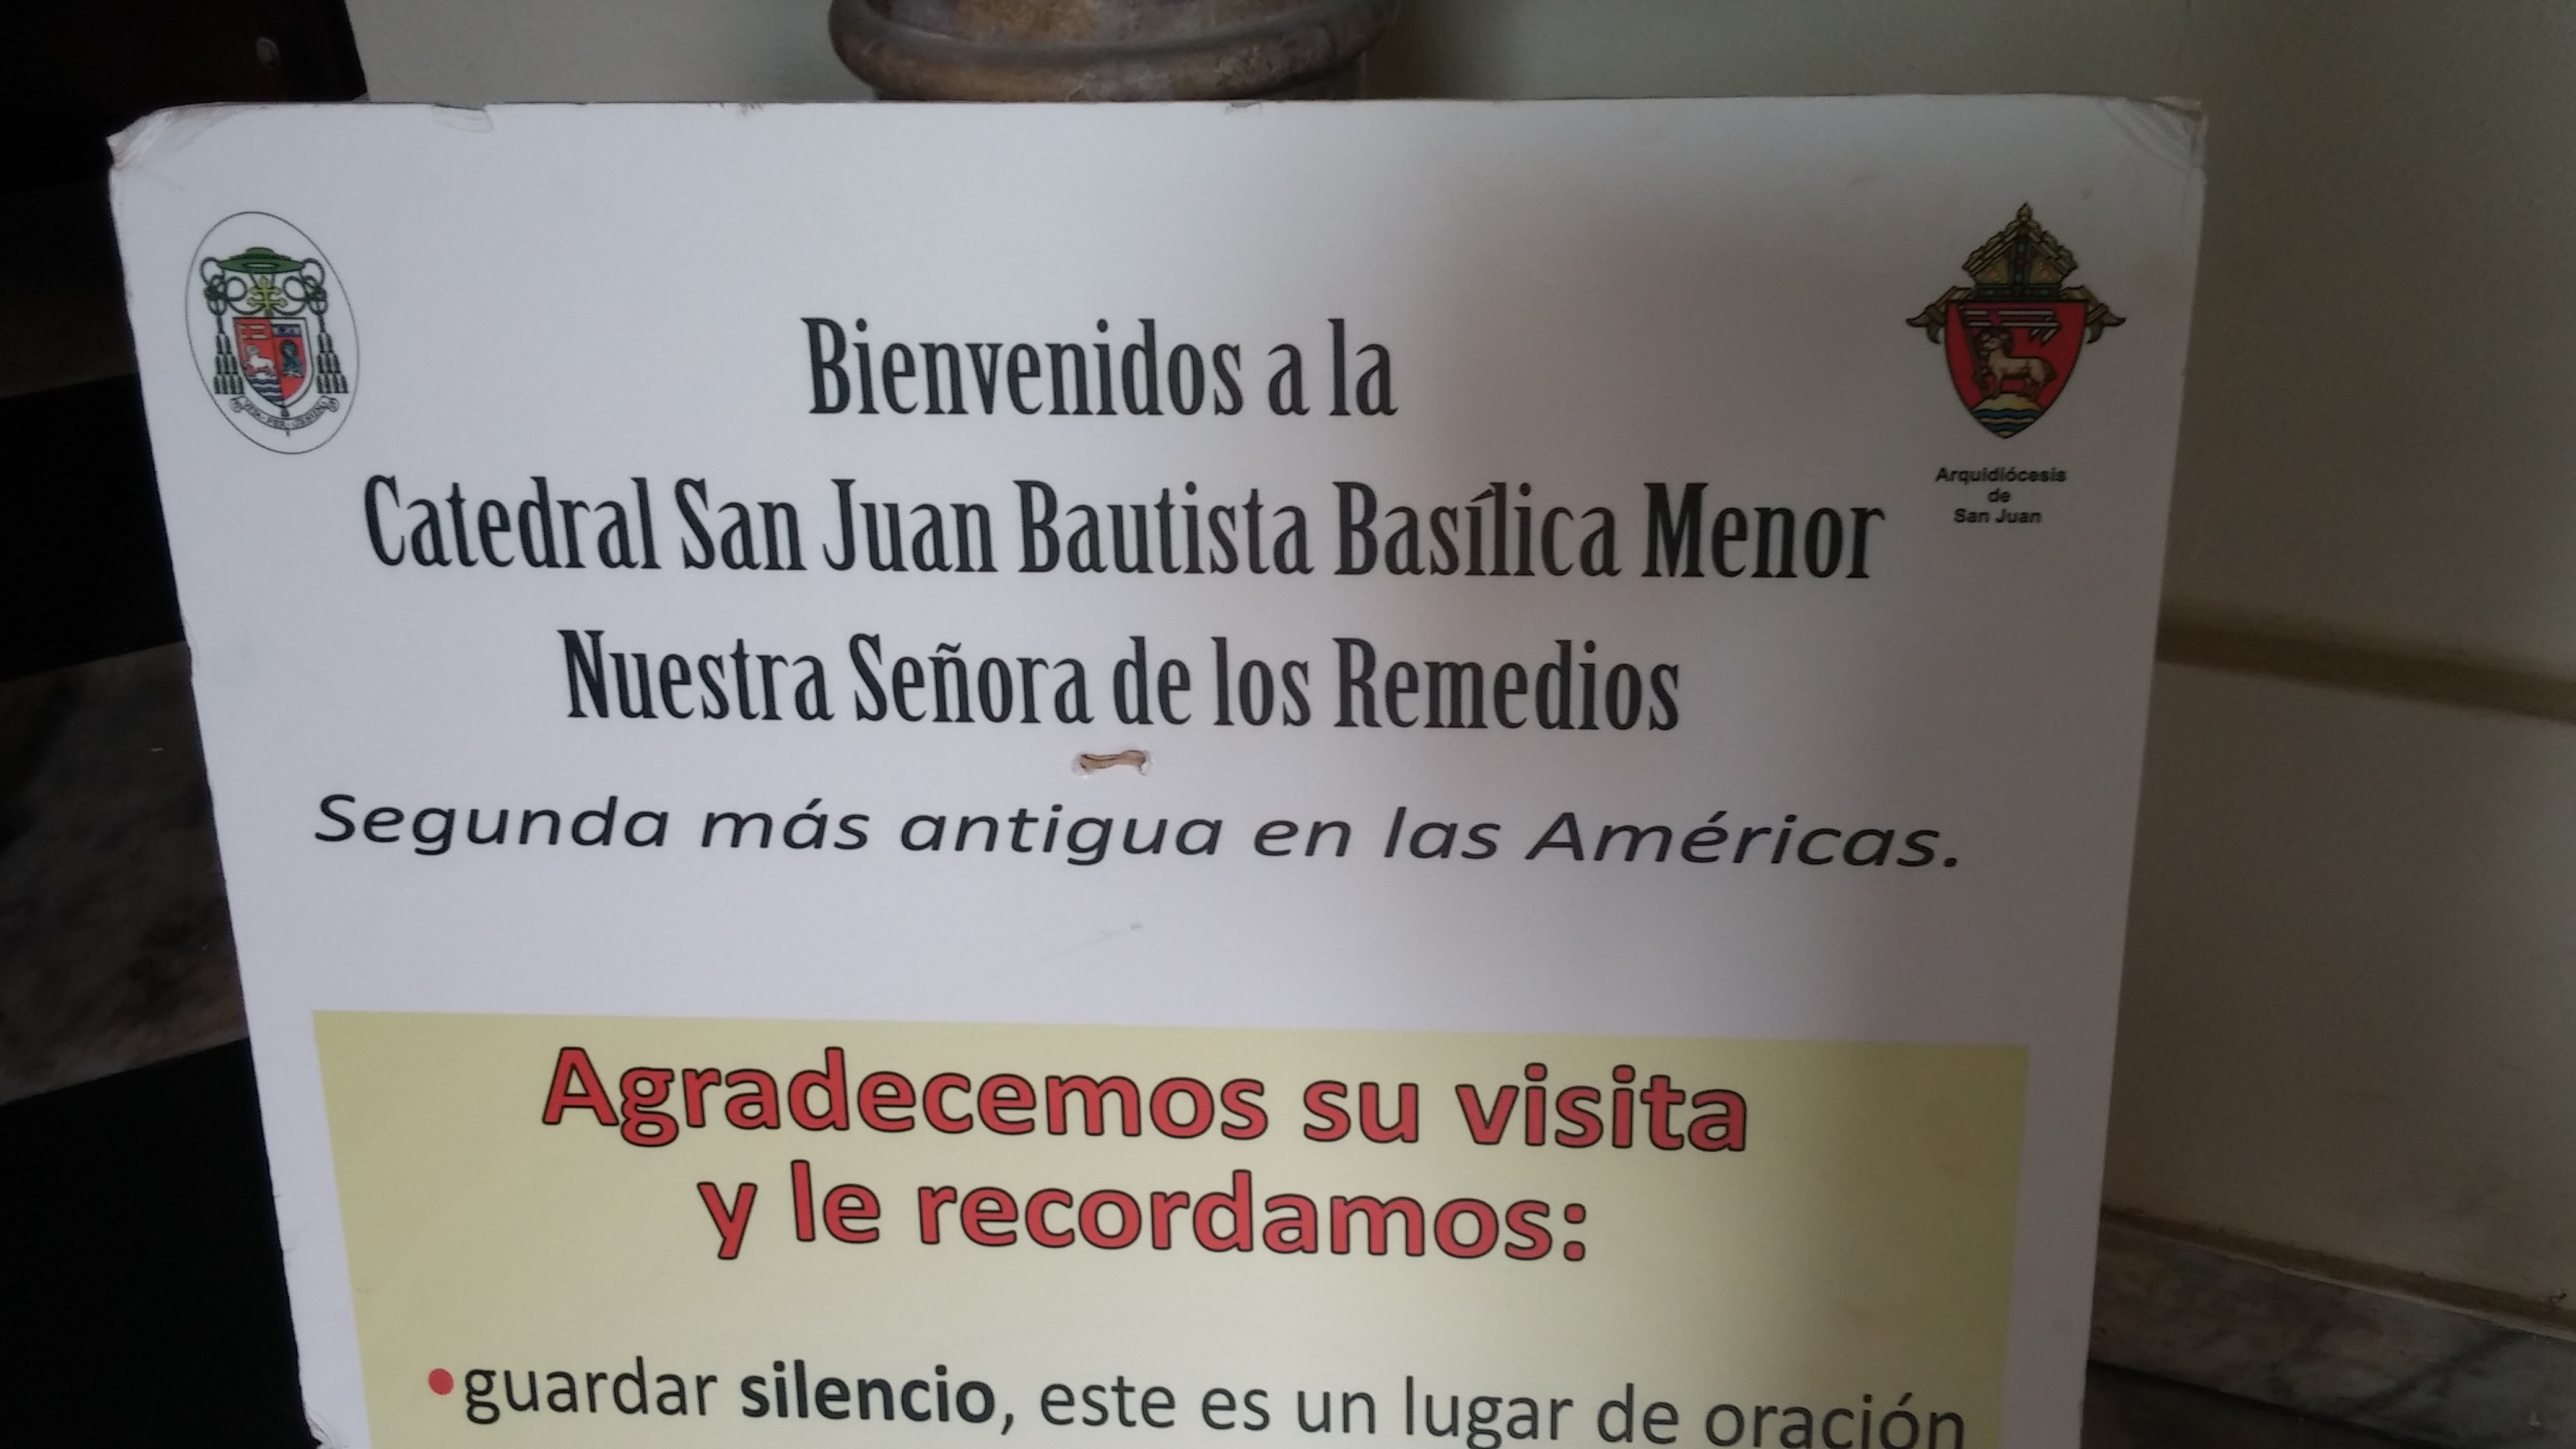 Bienvenidos a la
Catedral San Juan Bautista Basílica Menor
Nuestra Señora de los Remedios
Arquidiócesis
de
San Juan
Segunda más antigua en las Américas.
Agradecemos su visita
y le recordamos:
•guardar silencio, este es un lugar de oración